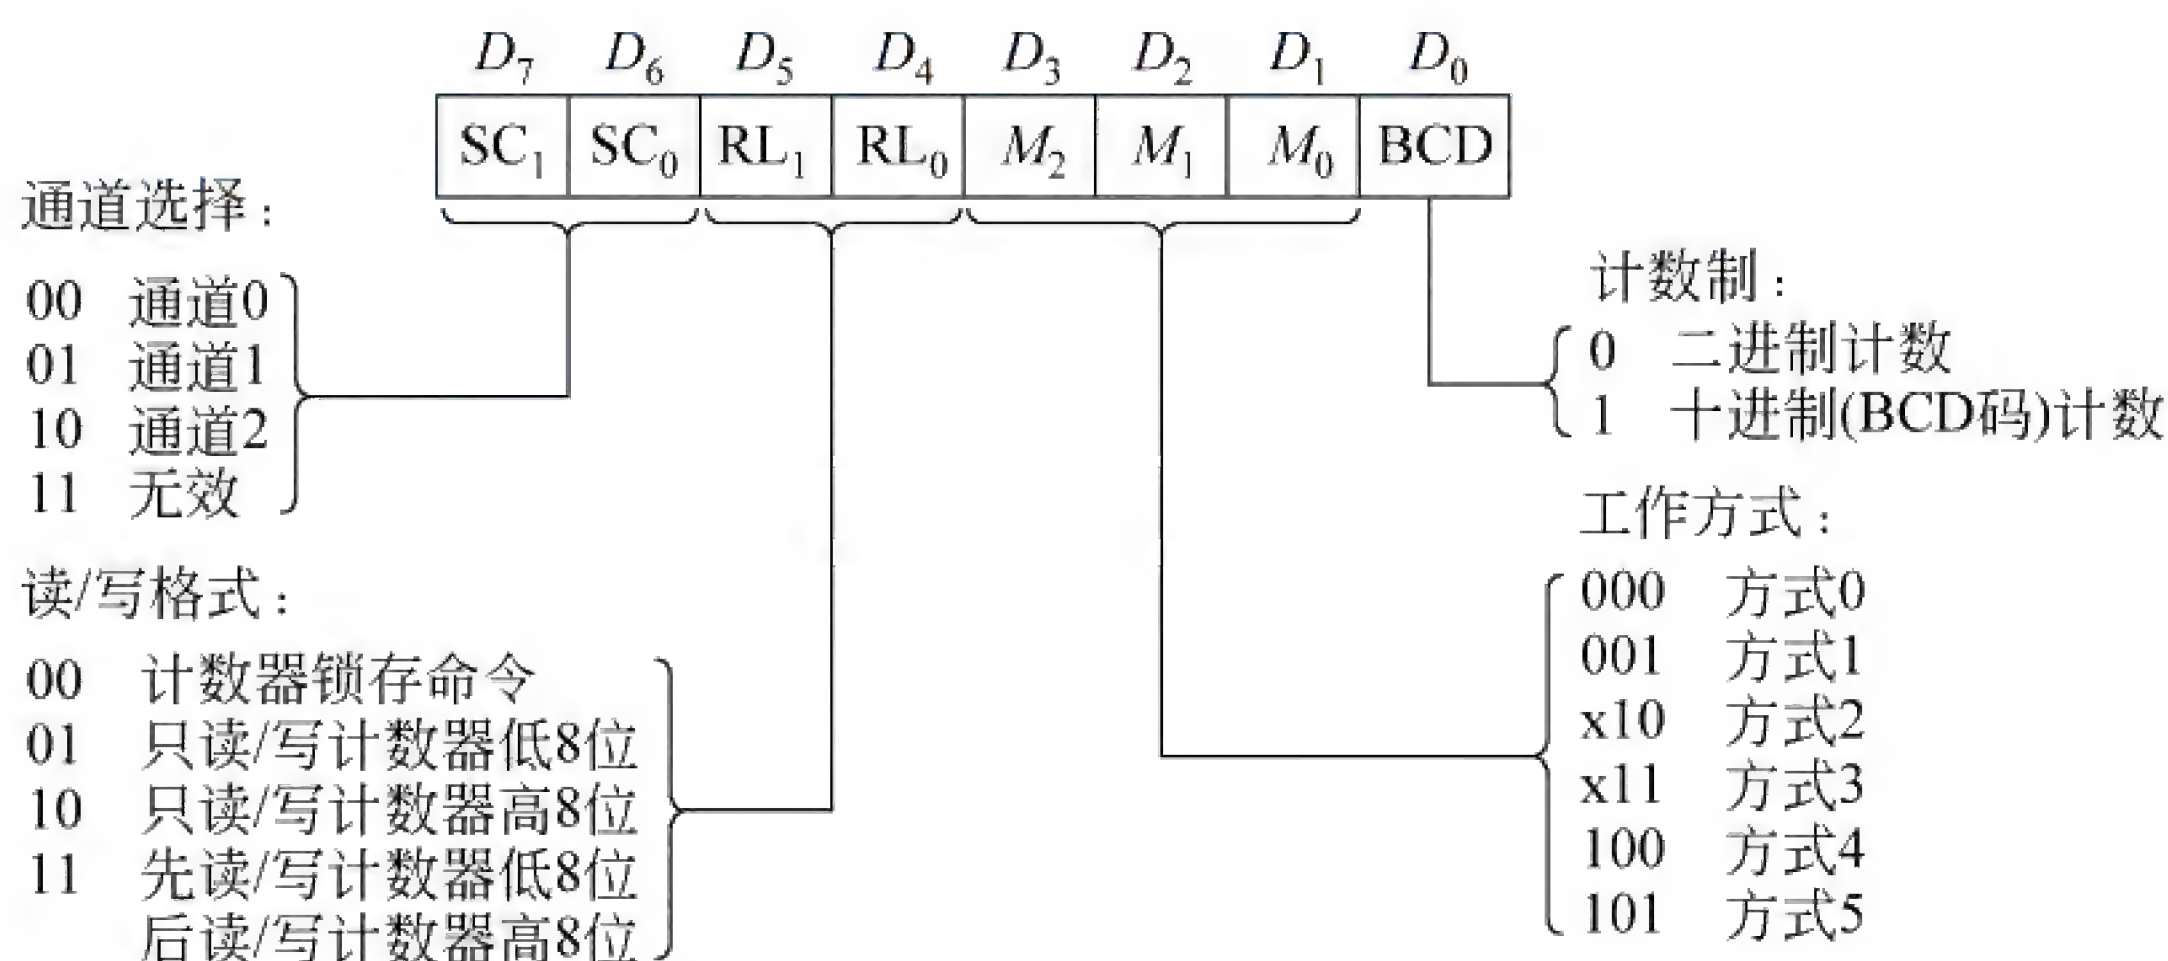 D₇ D₆ D₅ D₄ D₃ D₂ D₁ D₀
SC₁ SC₀ RL₁ RL₀ M₂ M₁ M₀ BCD
通道选择：
00 通道0
01 通道1
10 通道2
11 无效
读/写格式：
00 计数器锁存命令
01 只读/写计数器低8位
10 只读/写计数器高8位
11 先读/写计数器低8位
后读/写计数器高8位
计数制：
0 二进制计数
1 十进制(BCD码)计数
工作方式：
000 方式0
001 方式1
x10 方式2
x11 方式3
100 方式4
101 方式5